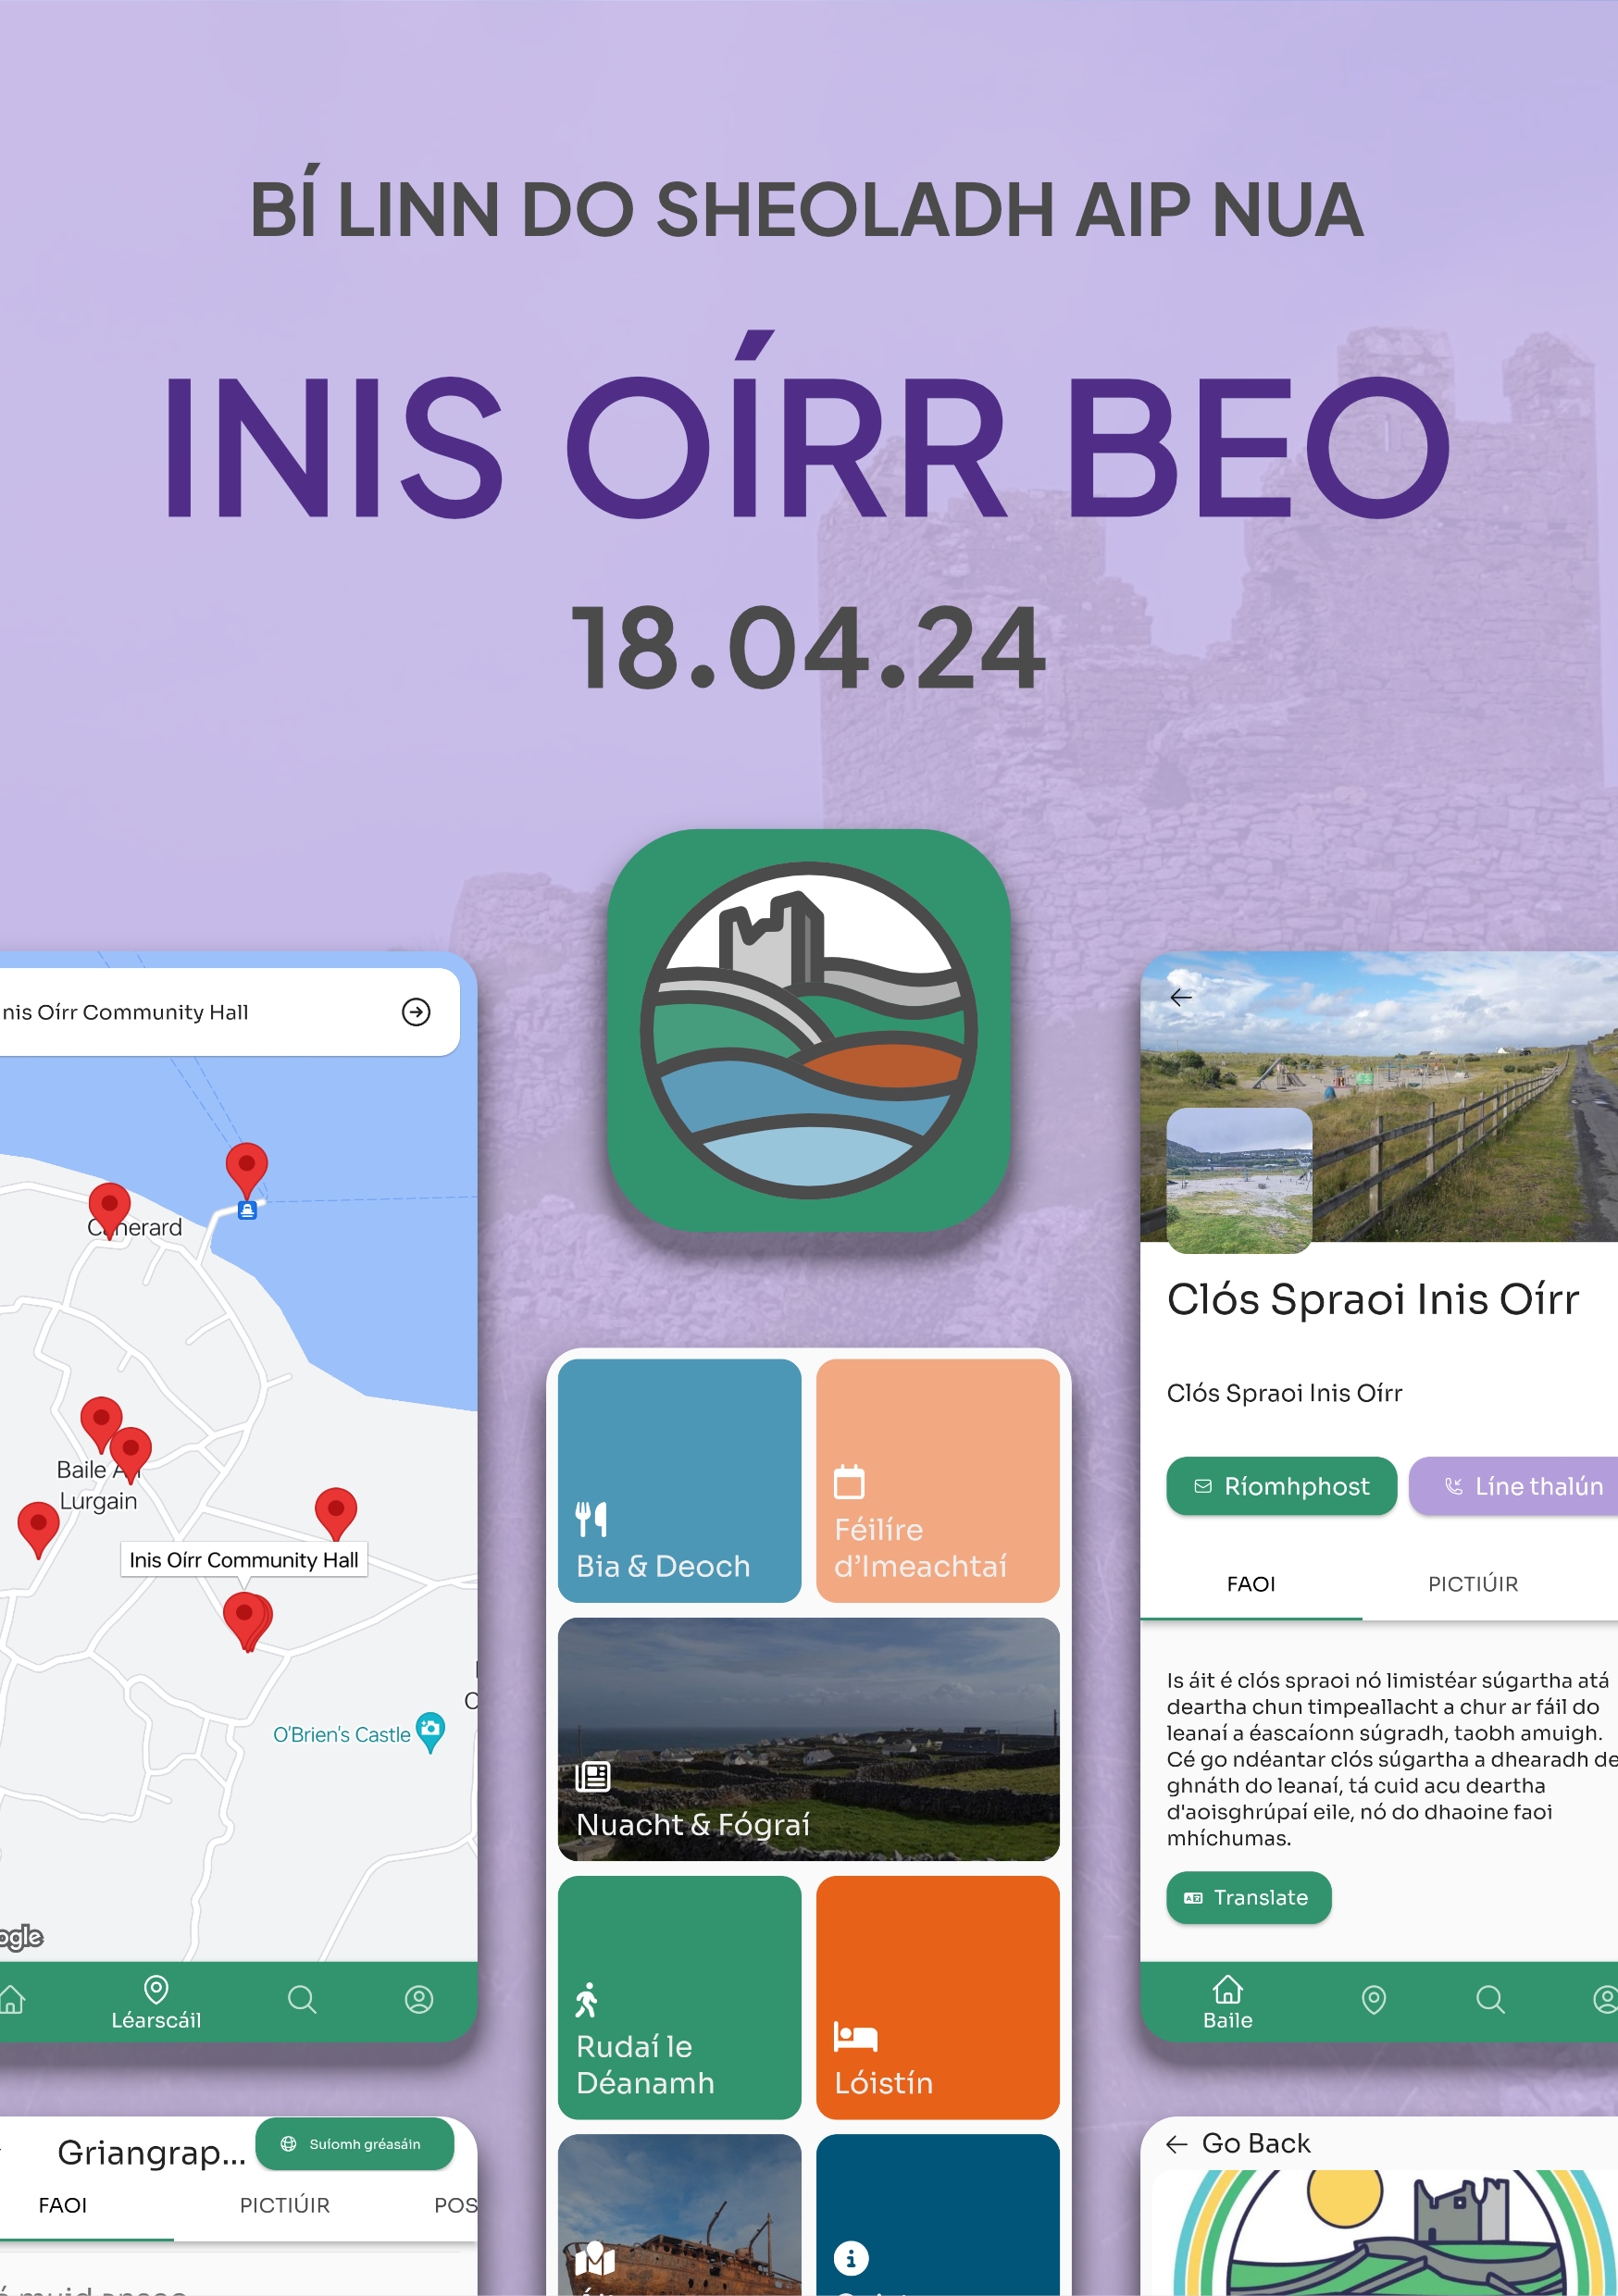 BÍ LINN DO SHEOLADH AIP NUA
INIS OÍRR BEO
18.04.24
nis Oírr Community Hall
Baile
Lurgain
Inis Oírr Community Hall
O'Brien's Castle
ogle
Léarscáil
Griangrap...
Suíomh gréasáin
FAOI
PICTIÚIR
POS
Bia & Deoch
Féilíre
d'Imeachtaí
Nuacht & Fógraí
Rudaí le
Déanamh
Lóistín
Clós Spraoi Inis Oírr
Clós Spraoi Inis Oírr
Ríomhphost
Líne thalún
FAOI
PICTIÚIR
Is áit é clós spraoi nó limistéar súgartha atá
deartha chun timpeallacht a chur ar fáil do
leanaí a éascaíonn súgradh, taobh amuigh.
Cé go ndéantar clós súgartha a dhearadh de
ghnáth do leanaí, tá cuid acu deartha
d'aoisghrúpaí eile, nó do dhaoine faoi
mhíchumas.
Translate
Baile
Go Back